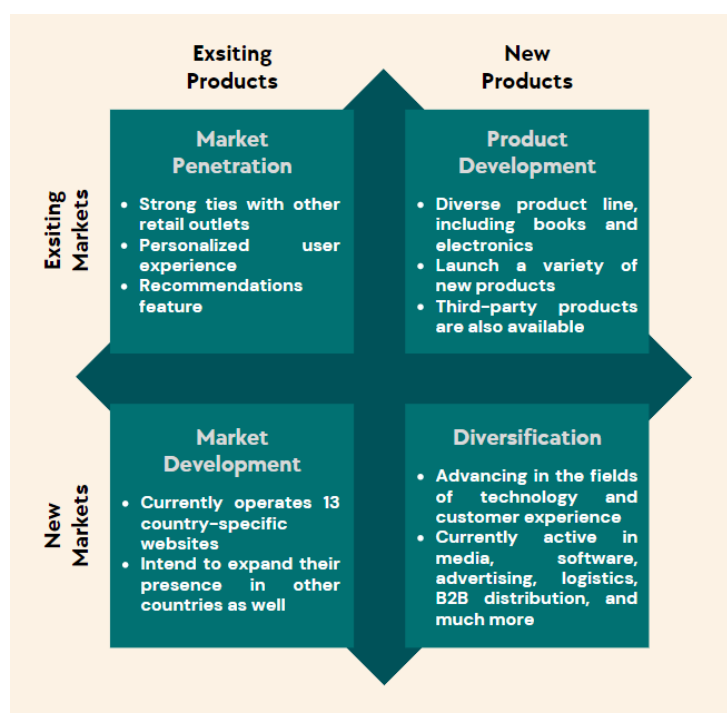 Exsiting
Products
New
Products
Exsiting
Markets
Market
Penetration
• Strong ties with other
retail outlets
• Personalized user
experience
• Recommendations
feature
Product
Development
• Diverse product line,
including books and
electronics
• Launch a variety of
new products
• Third-party products
are also available
New
Markets
Market
Development
• Currently operates 13
country-specific
websites
• Intend to expand their
presence in other
countries as well
Diversification
• Advancing in the fields
of technology and
customer experience
• Currently active in
media, software,
advertising, logistics,
B2B distribution, and
much more